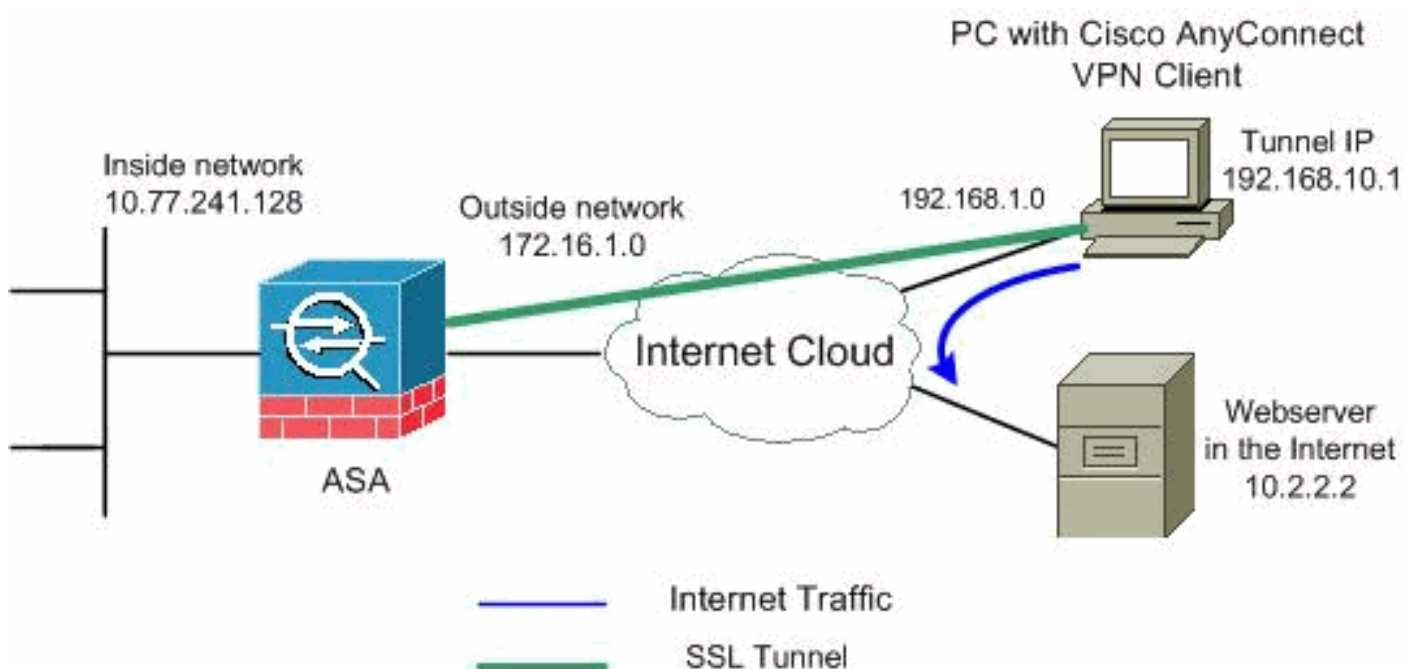 PC with Cisco AnyConnect
VPN Client
Inside network
10.77.241.128
Outside network
172.16.1.0
192.168.1.0
Tunnel IP
192.168.10.1
Internet Cloud
ASA
Webserver
in the Internet
10.2.2.2
Internet Traffic
SSL Tunnel